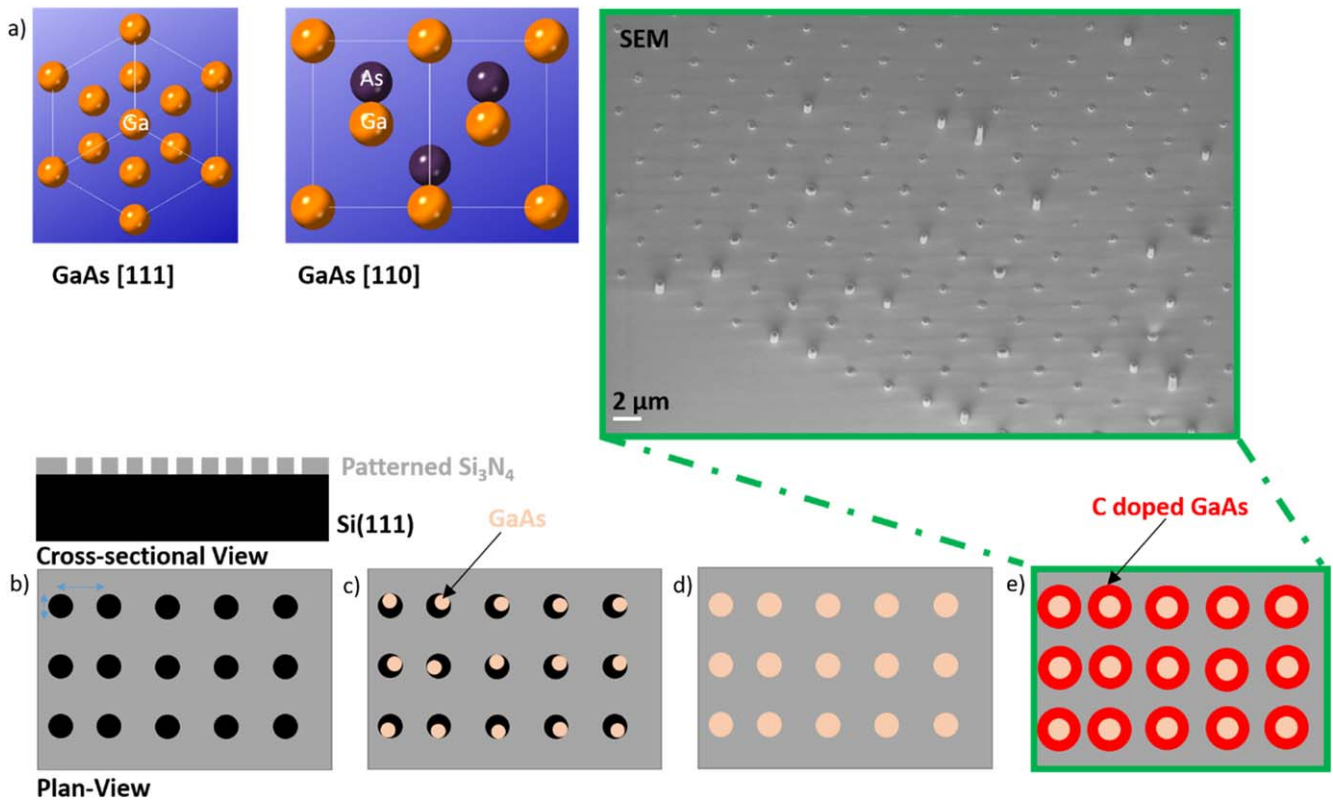 a)
Ga
As
Ga
GaAs [111]
GaAs [110]
SEM
2 µm
Patterned Si₃N₄
Si(111)
Cross-sectional View
GaAs
C doped GaAs
b)
c)
d)
e)
Plan-View